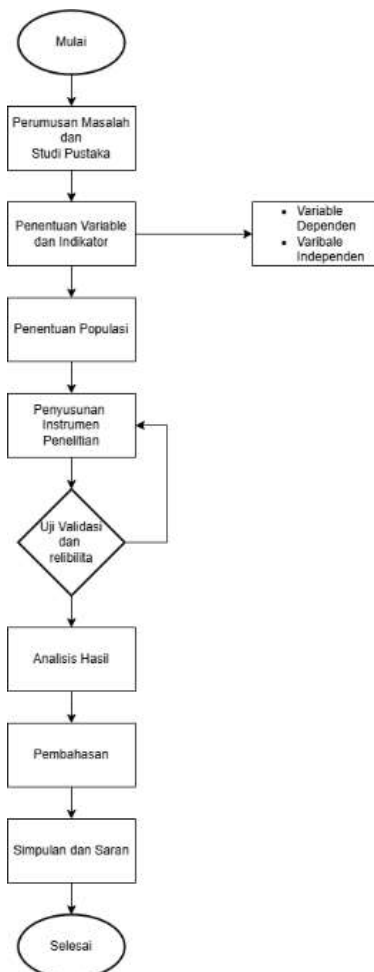 Mulai
Perumusan Masalah
dan
Studi Pustaka
Penentuan Variable
dan Indikator
• Variable
Dependen
• Varibale
Independen
Penentuan Populasi
Penyusunan
Instrumen
Penelitian
Uji Validasi
dan
relibilita
Analisis Hasil
Pembahasan
Simpulan dan Saran
Selesai